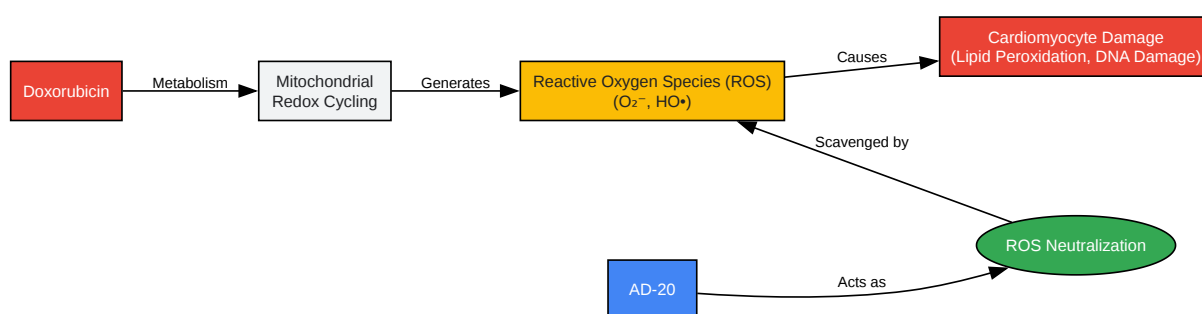 Doxorubicin
Metabolism
Mitochondrial
Redox Cycling
Generates
Reactive Oxygen Species (ROS)
(O₂⁻, HO•)
Causes
Cardiomyocyte Damage
(Lipid Peroxidation, DNA Damage)
Scavenged by
ROS Neutralization
AD-20
Acts as